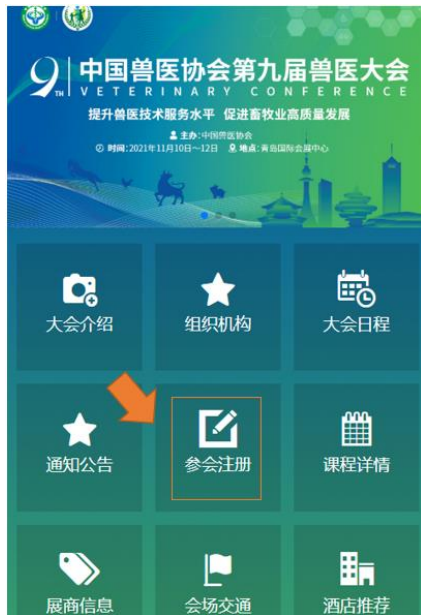 9TH
中国兽医协会第九届兽医大会
VETERINARY CONFERENCE
提升兽医技术服务水平 促进畜牧业高质量发展
主办:中国兽医协会
时间:2021年11月10日~12日 地点:青岛国际会展中心
大会介绍 组织机构 大会日程
通知公告 参会注册 课程详情
展商信息 会场交通 酒店推荐